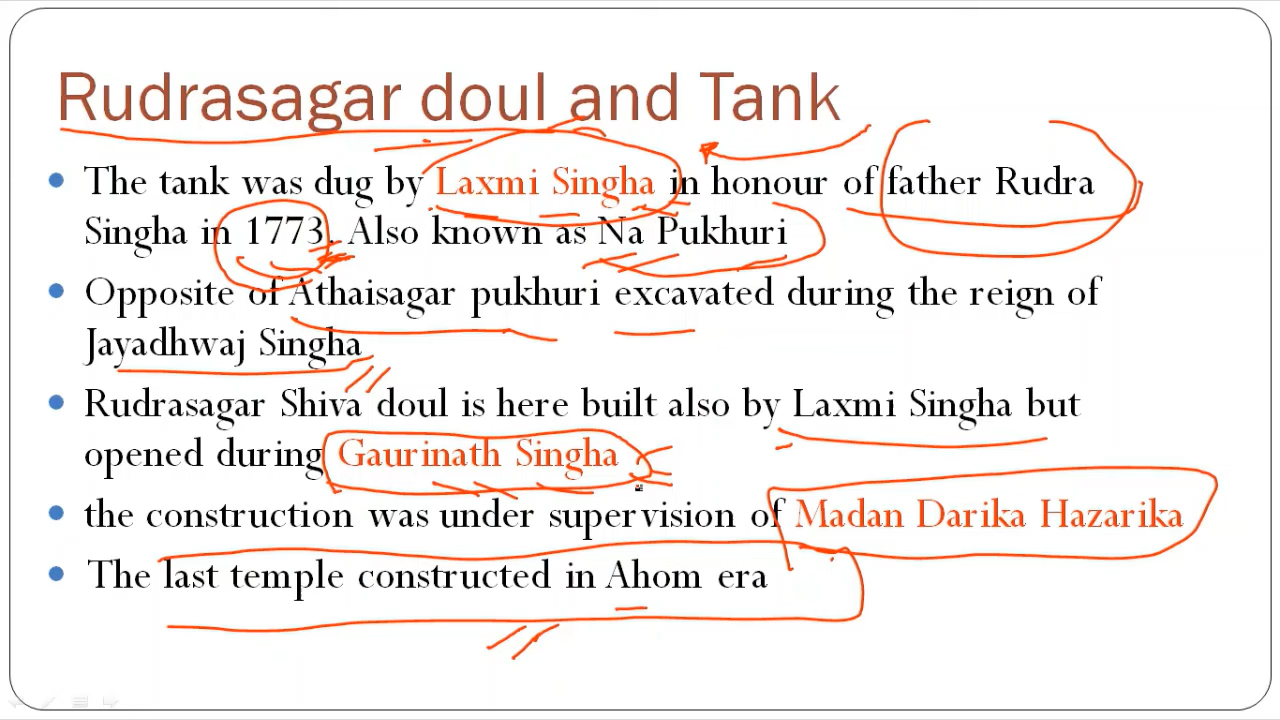 Rudrasagar doul and Tank
• The tank was dug by Laxmi Singha in honour of father Rudra
Singha in 1773. Also known as Na Pukhuri
• Opposite of Athaisagar pukhuri excavated during the reign of
Jayadhwaj Singha
• Rudrasagar Shiva doul is here built also by Laxmi Singha but
opened during Gaurinath Singha
• the construction was under supervision of Madan Darika Hazarika
• The last temple constructed in Ahom era